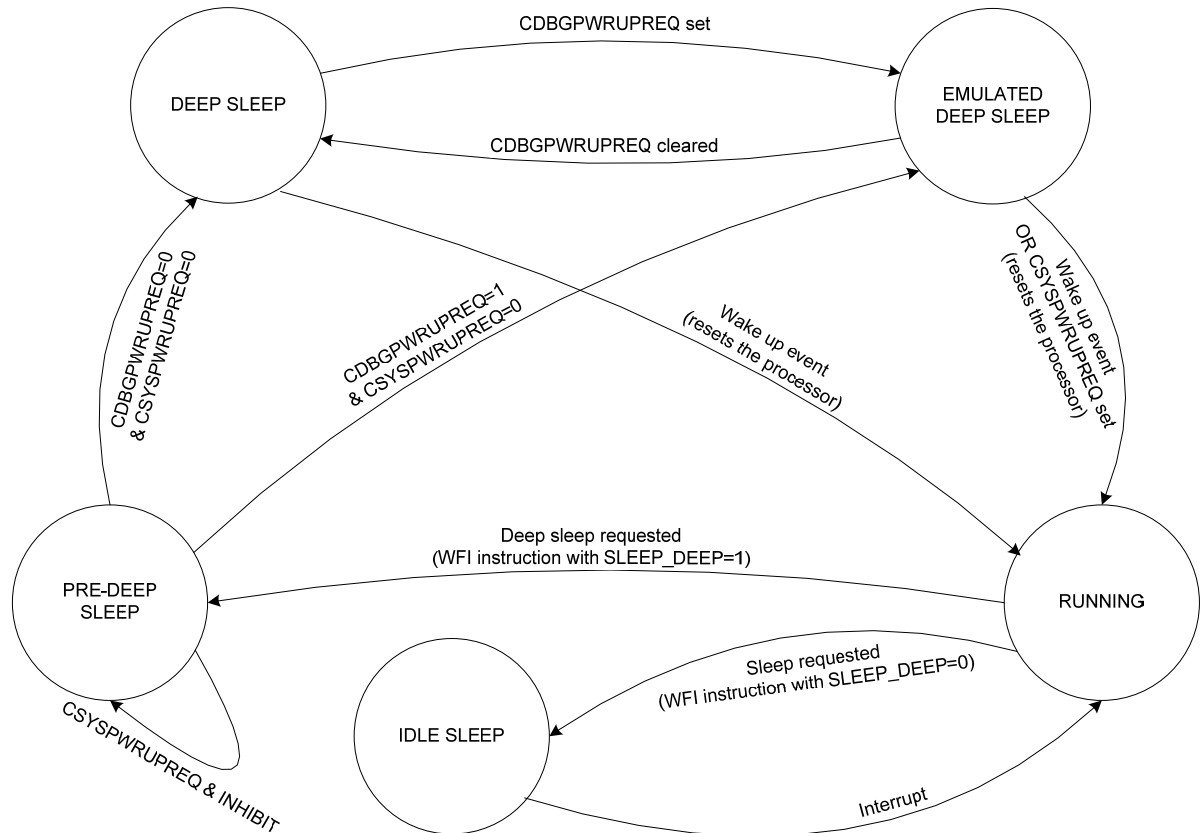 CDBGPWRUPREQ set
DEEP SLEEP
EMULATED
DEEP SLEEP
CDBGPWRUPREQ cleared
CDBGPWRUPREQ=0
& CSYSPWRUPREQ=0
CDBGPWRUPREQ=1
& CSYSPWRUPREQ=0
Wake up event
(resets the processor)
Wake up event
OR CSYSPWRUPREQ set
(resets the processor)
Deep sleep requested
(WFI instruction with SLEEP_DEEP=1)
PRE-DEEP
SLEEP
RUNNING
Sleep requested
(WFI instruction with SLEEP_DEEP=0)
IDLE SLEEP
CSYSPWRUPREQ & INHIBIT
Interrupt